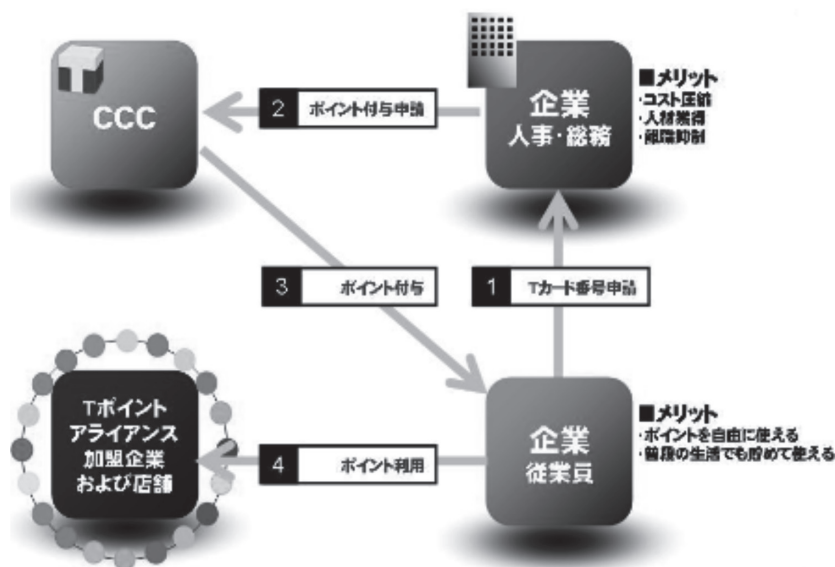 T
CCC
2 ポイント付与申請
企業
人事・総務
■メリット
・コスト圧縮
・人材獲得
・離職抑制
3 ポイント付与
1 Tカード番号申請
Tポイント
アライアンス
加盟企業
および店舗
4 ポイント利用
企業
従業員
■メリット
・ポイントを自由に使える
・普段の生活でも貯めて使える